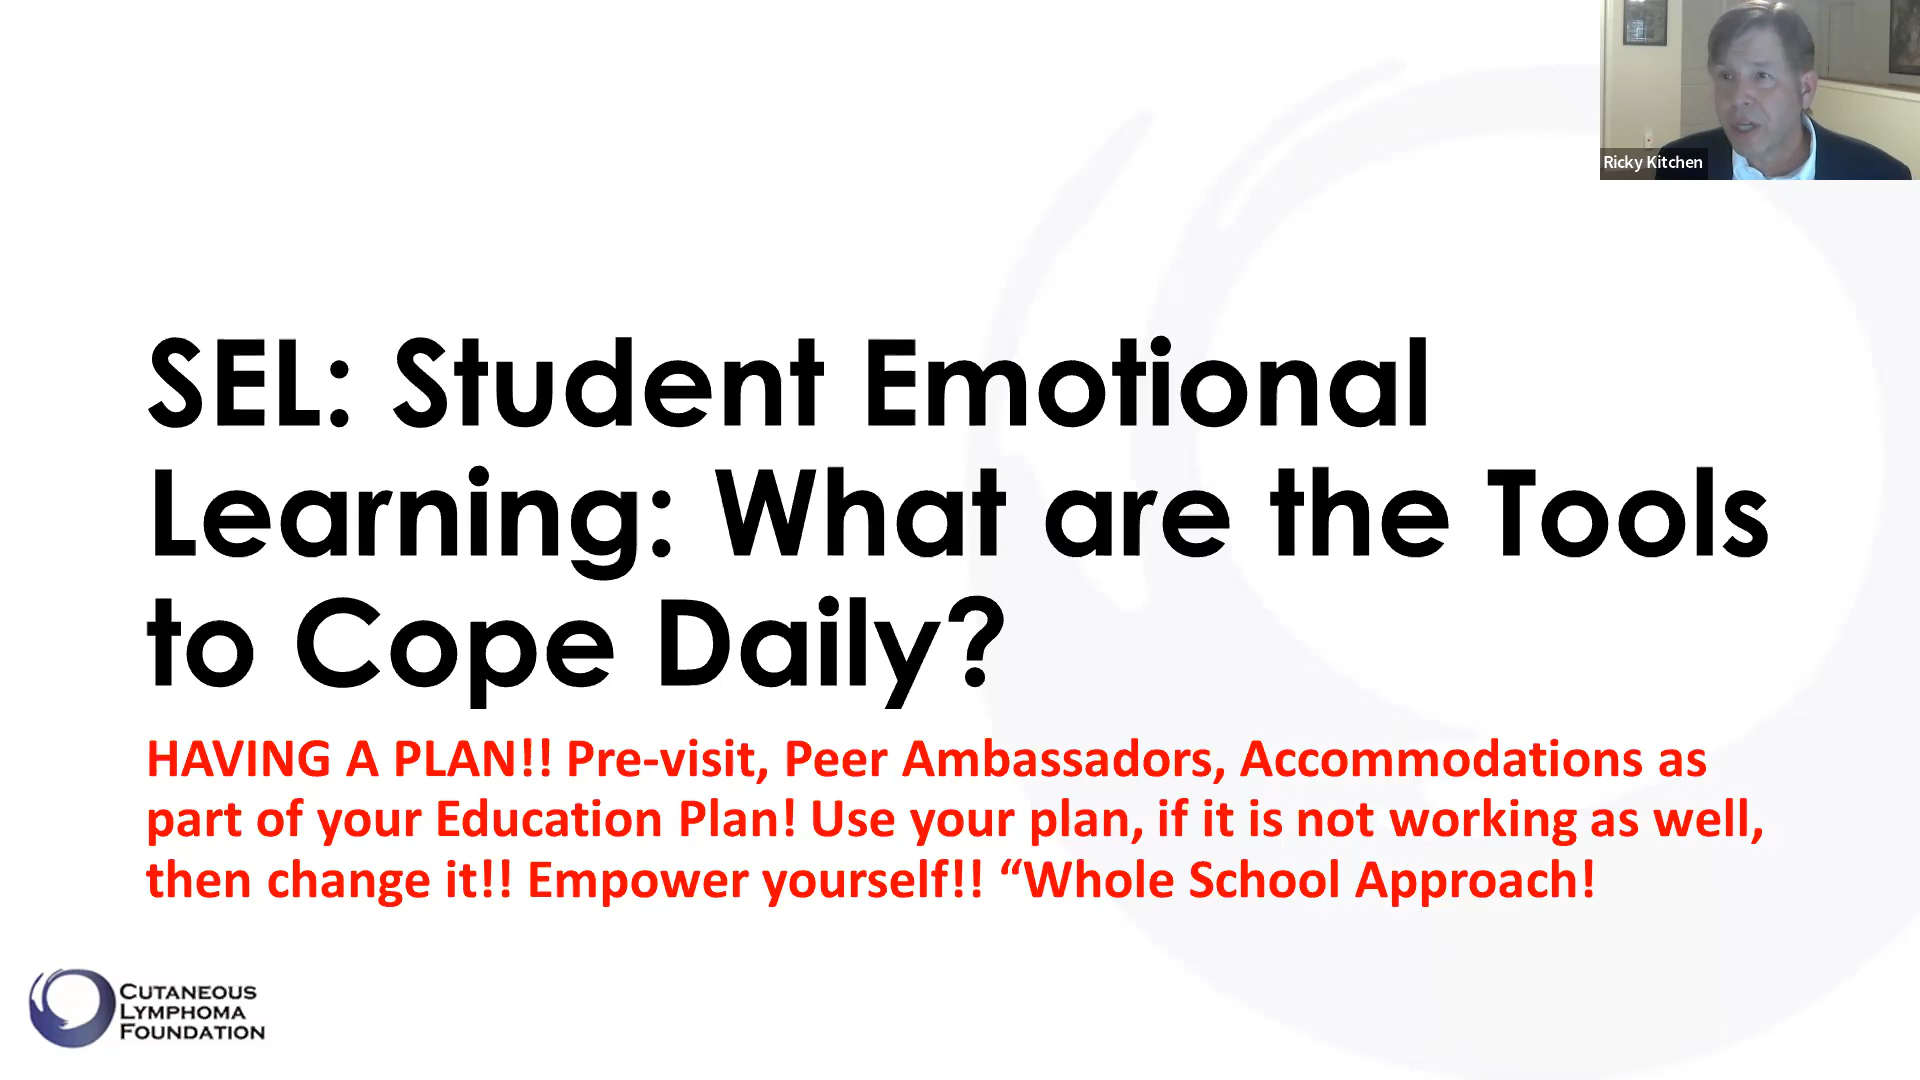 Ricky Kitchen
SEL: Student Emotional
Learning: What are the Tools
to Cope Daily?
HAVING A PLAN!! Pre-visit, Peer Ambassadors, Accommodations as
part of your Education Plan! Use your plan, if it is not working as well,
then change it!! Empower yourself!! “Whole School Approach!
CUTANEOUS
LYMPHOMA
FOUNDATION